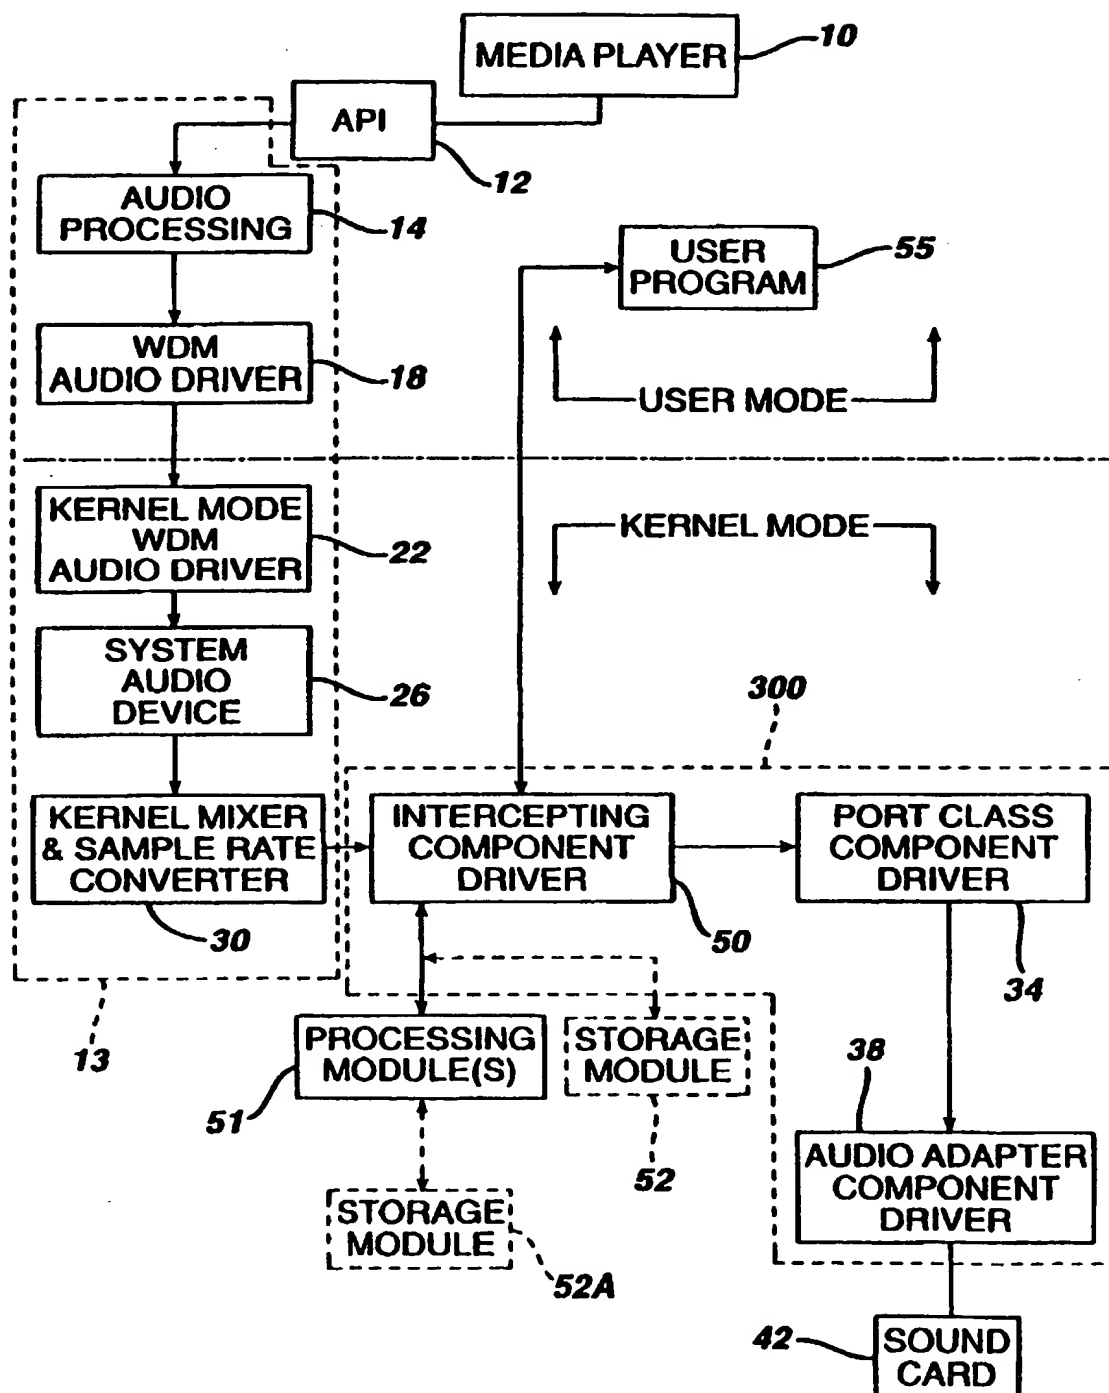 MEDIA PLAYER
10
API
12
AUDIO
PROCESSING
14
USER
PROGRAM
55
WDM
AUDIO DRIVER
18
USER MODE
KERNEL MODE
WDM
AUDIO DRIVER
22
KERNEL MODE
SYSTEM
AUDIO
DEVICE
26
300
KERNEL MIXER
& SAMPLE RATE
CONVERTER
30
INTERCEPTING
COMPONENT
DRIVER
50
PORT CLASS
COMPONENT
DRIVER
34
13
PROCESSING
MODULE(S)
51
STORAGE
MODULE
52
38
AUDIO ADAPTER
COMPONENT
DRIVER
STORAGE
MODULE
52A
42
SOUND
CARD